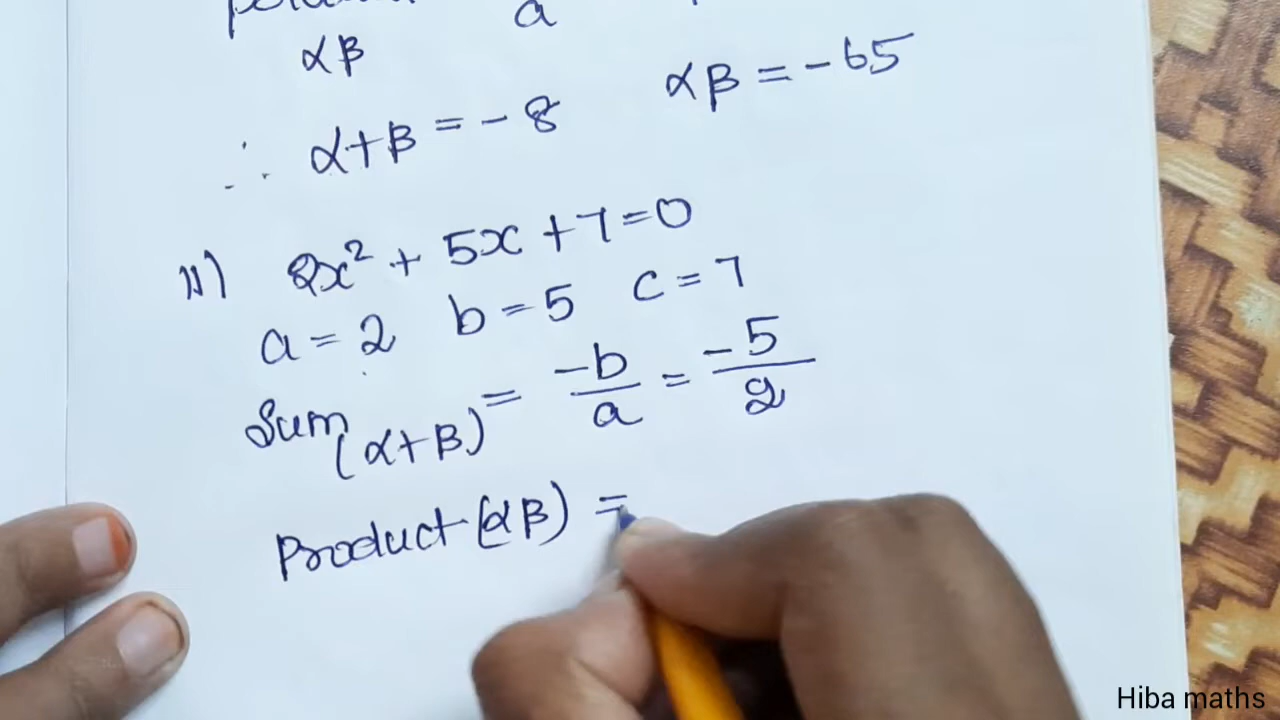 a
αβ
αβ = -65
∴ α+β = -8
ii) 2x² + 5x + 7 = 0
a = 2 b = 5 c = 7
Sum (α+β) = -b/a = -5/2
Product (αβ) =
Hiba maths